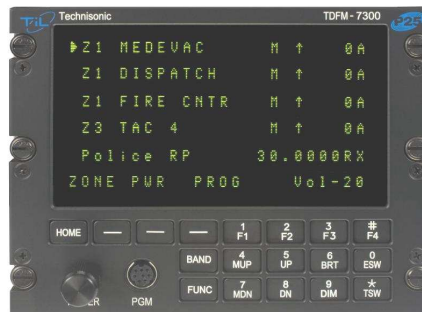 Technisonic TDFM - 7300
TiL P25
Z1 MEDEVAC M ↑ 0A
Z1 DISPATCH M ↑ 0A
Z1 FIRE CNTR M ↑ 0A
Z3 TAC 4 M ↑ 0A
Police RP 30.0000RX
ZONE PWR PROG Vol-20
HOME 1 F1 2 F2 3 F3 # F4
BAND 4 MUP 5 UP 6 BRT 0 ESW
FUNC 7 MDN 8 DN 9 DIM * TSW
PGM